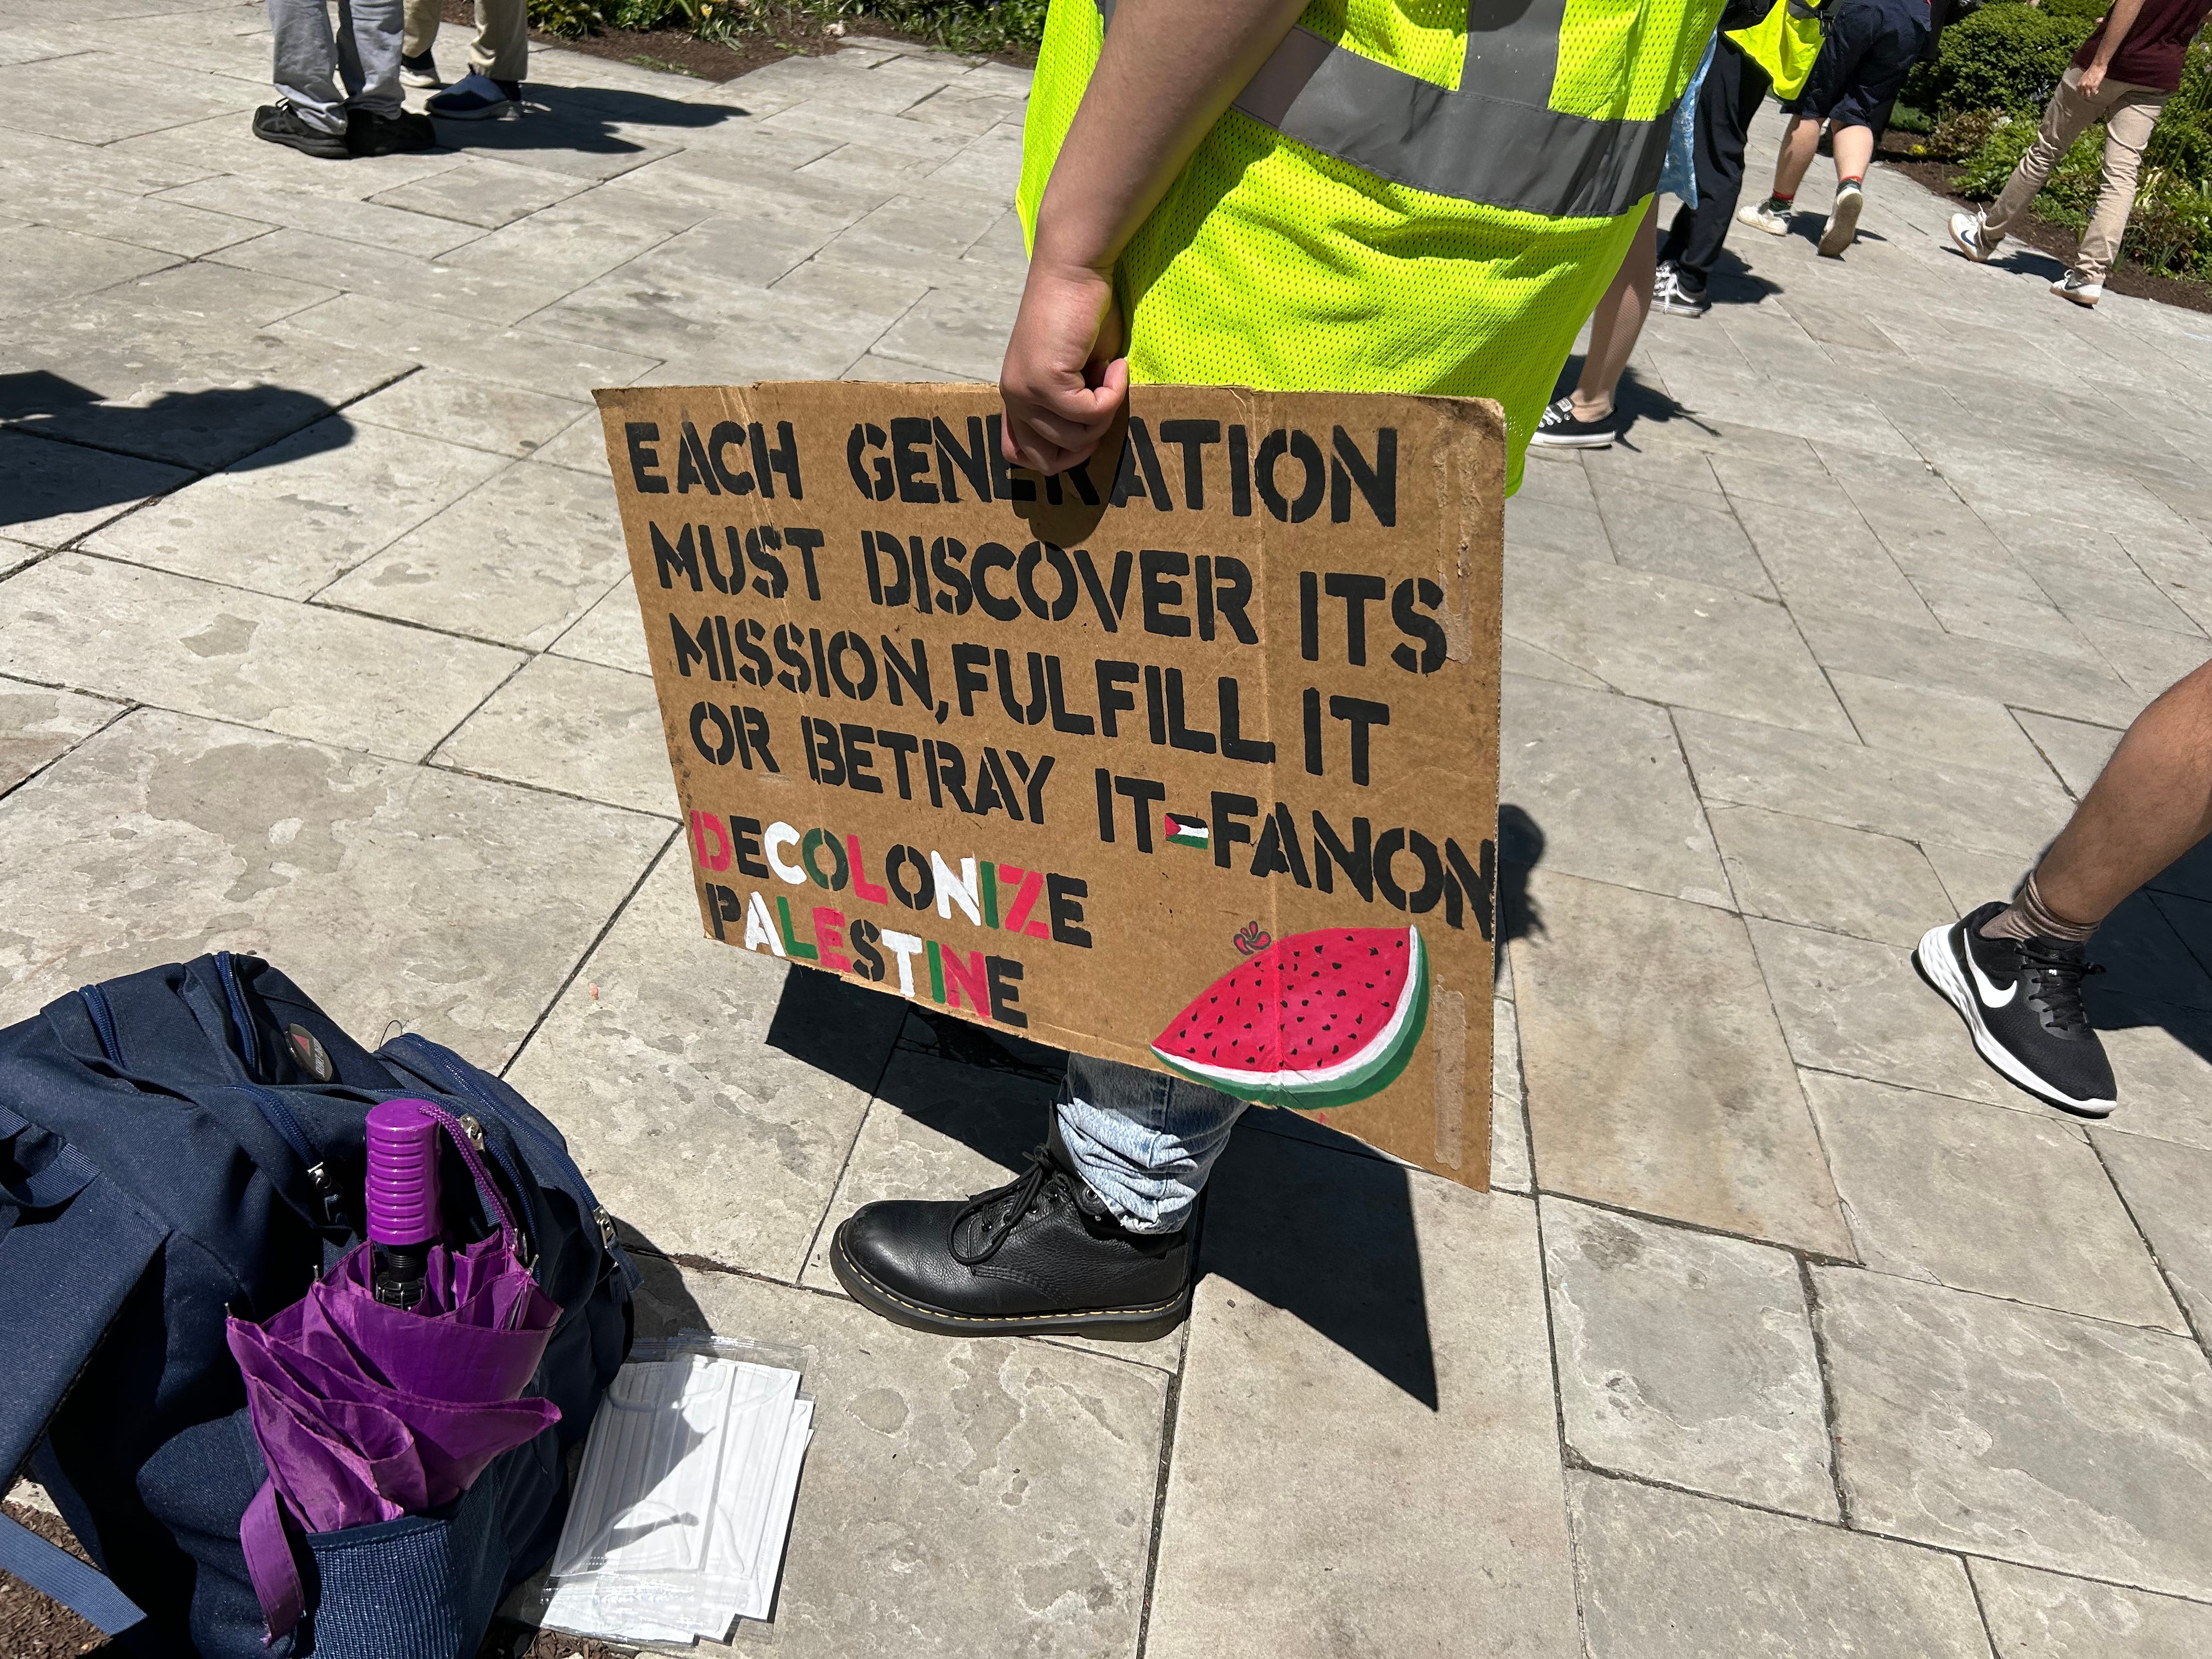 EACH GENERATION
MUST DISCOVER ITS
MISSION, FULFILL IT
OR BETRAY IT-FANON
DECOLONIZE
PALESTINE